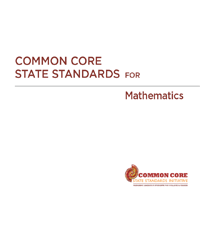 COMMON CORE
STATE STANDARDS FOR
Mathematics
COMMON CORE
STATE STANDARDS INITIATIVE